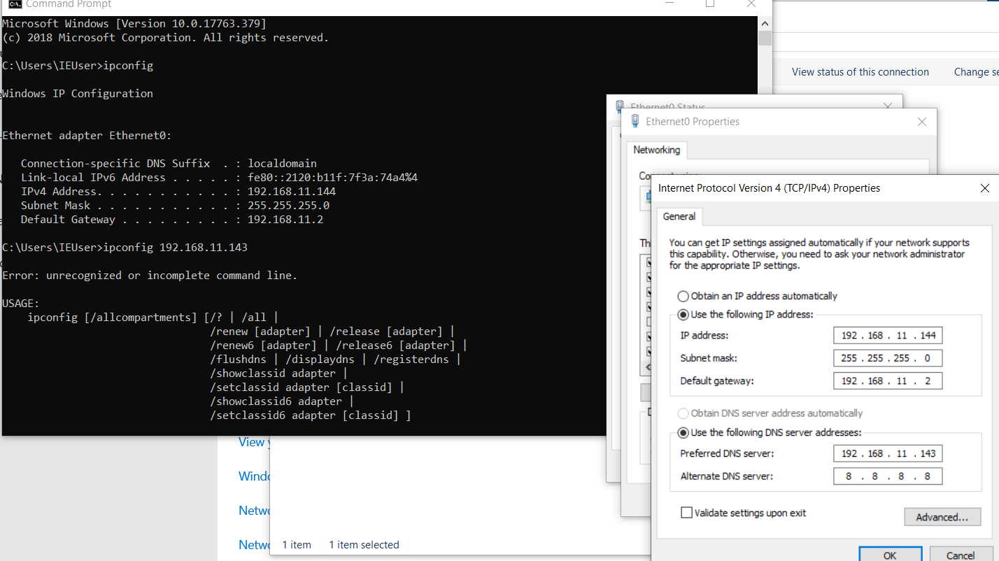 Command Prompt
Microsoft Windows [Version 10.0.17763.379]
(c) 2018 Microsoft Corporation. All rights reserved.
C:\Users\IEUser>ipconfig
Windows IP Configuration
Ethernet adapter Ethernet0:
Connection-specific DNS Suffix  . : localdomain
Link-local IPv6 Address . . . . . : fe80::2120:b11f:7f3a:74a4%4
IPv4 Address. . . . . . . . . . . : 192.168.11.144
Subnet Mask . . . . . . . . . . . : 255.255.255.0
Default Gateway . . . . . . . . . : 192.168.11.2
C:\Users\IEUser>ipconfig 192.168.11.143
Error: unrecognized or incomplete command line.
USAGE:
ipconfig [/allcompartments] [/? | /all |
/renew [adapter] | /release [adapter] |
/renew6 [adapter] | /release6 [adapter] |
/flushdns | /displaydns | /registerdns |
/showclassid adapter |
/setclassid adapter [classid] |
/showclassid6 adapter |
/setclassid6 adapter [classid] ]
View
1 item 1 item selected
View status of this connection Change
Ethernet0 Status
Ethernet0 Properties
Networking
Internet Protocol Version 4 (TCP/IPv4) Properties
General
You can get IP settings assigned automatically if your network supports
this capability. Otherwise, you need to ask your network administrator
for the appropriate IP settings.
Obtain an IP address automatically
Use the following IP address:
IP address: 192 . 168 . 11 . 144
Subnet mask: 255 . 255 . 255 . 0
Default gateway: 192 . 168 . 11 . 2
Obtain DNS server address automatically
Use the following DNS server addresses:
Preferred DNS server: 192 . 168 . 11 . 143
Alternate DNS server: 8 . 8 . 8 . 8
Validate settings upon exit
Advanced...
OK Cancel